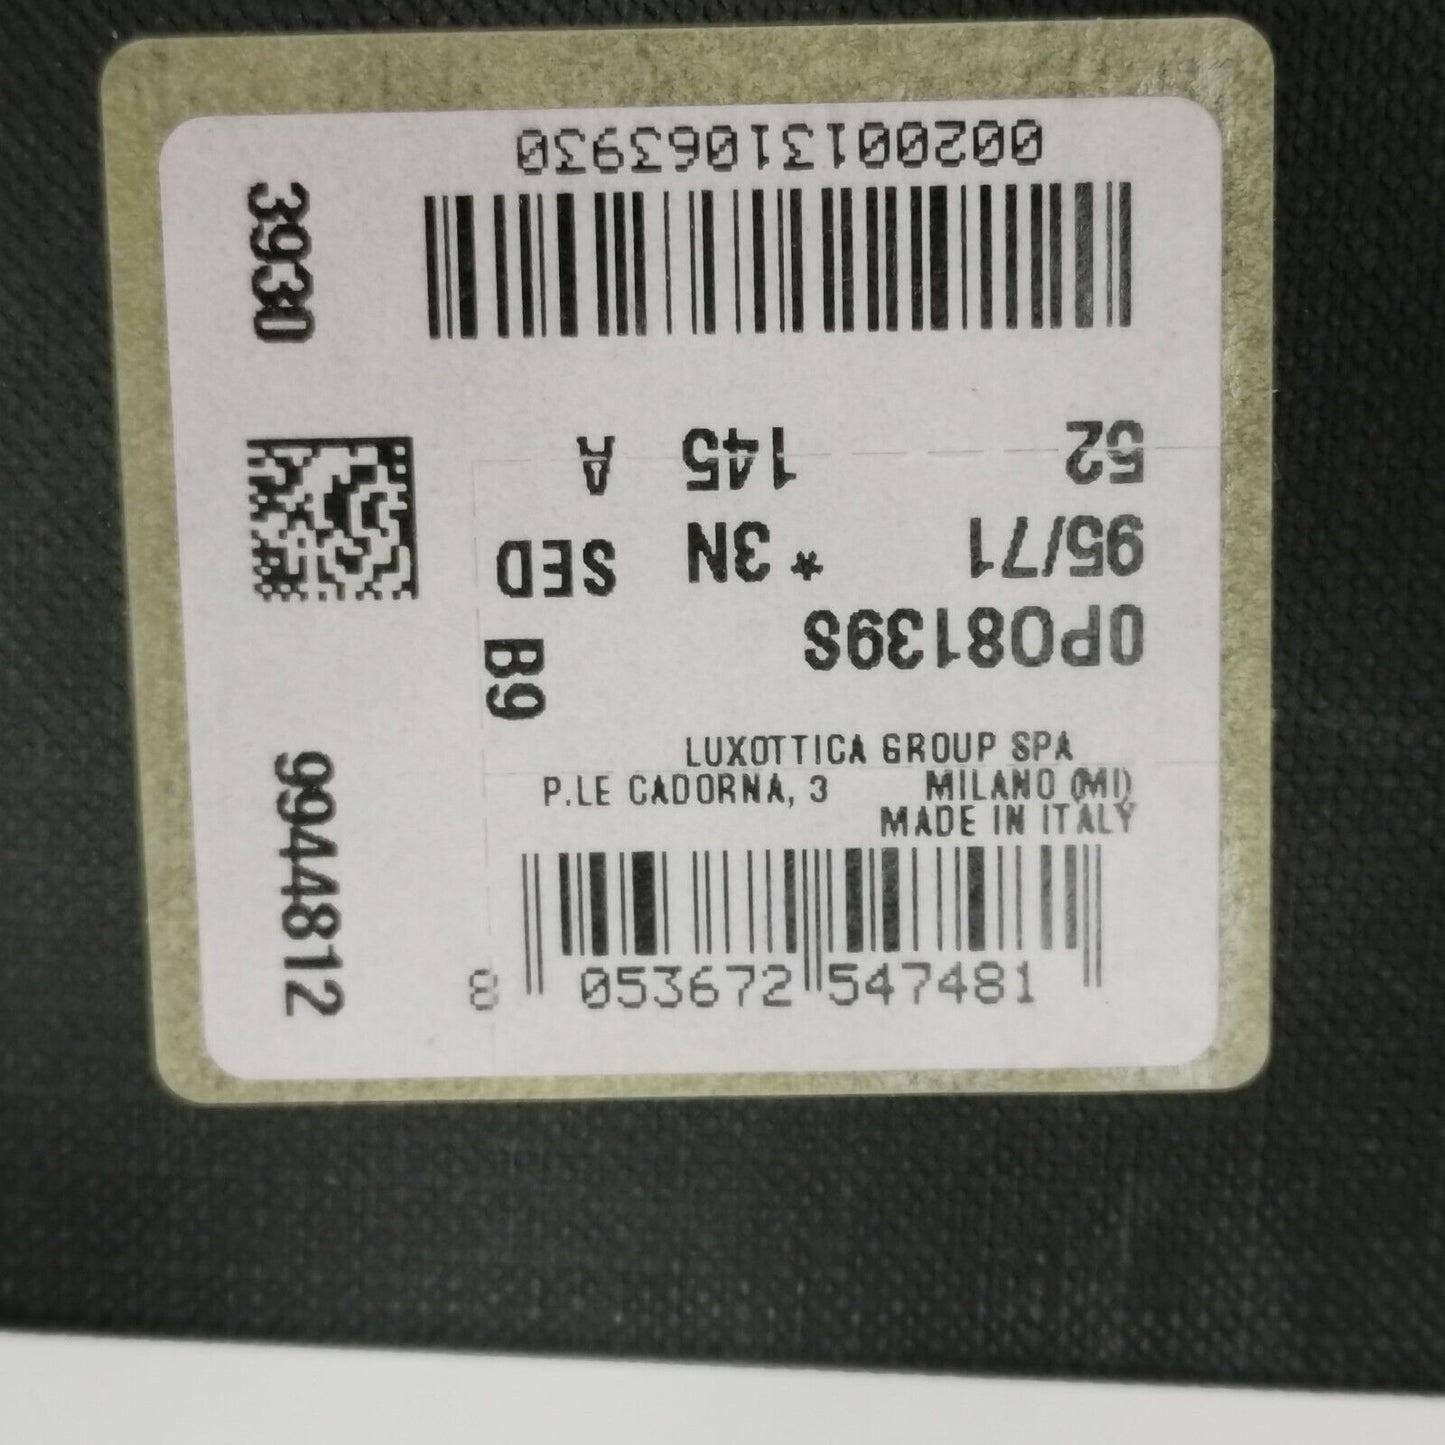 00200131063930
3930
0PO8139S
95/71 * 3N SED
52 145 A
B9
LUXOTTICA GROUP SPA
P.LE CADORNA, 3 MILANO (MI)
MADE IN ITALY
9944812
8 053672 547481